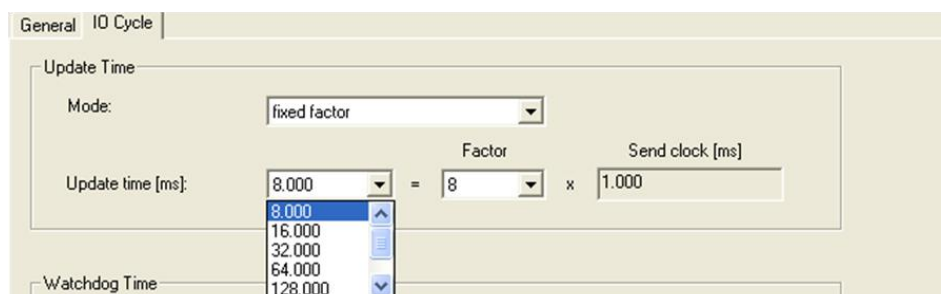 General IO Cycle
Update Time
Mode: fixed factor
Factor Send clock [ms]
Update time [ms]: 8.000 = 8 x 1.000
8.000
16.000
32.000
64.000
Watchdog Time 128.000